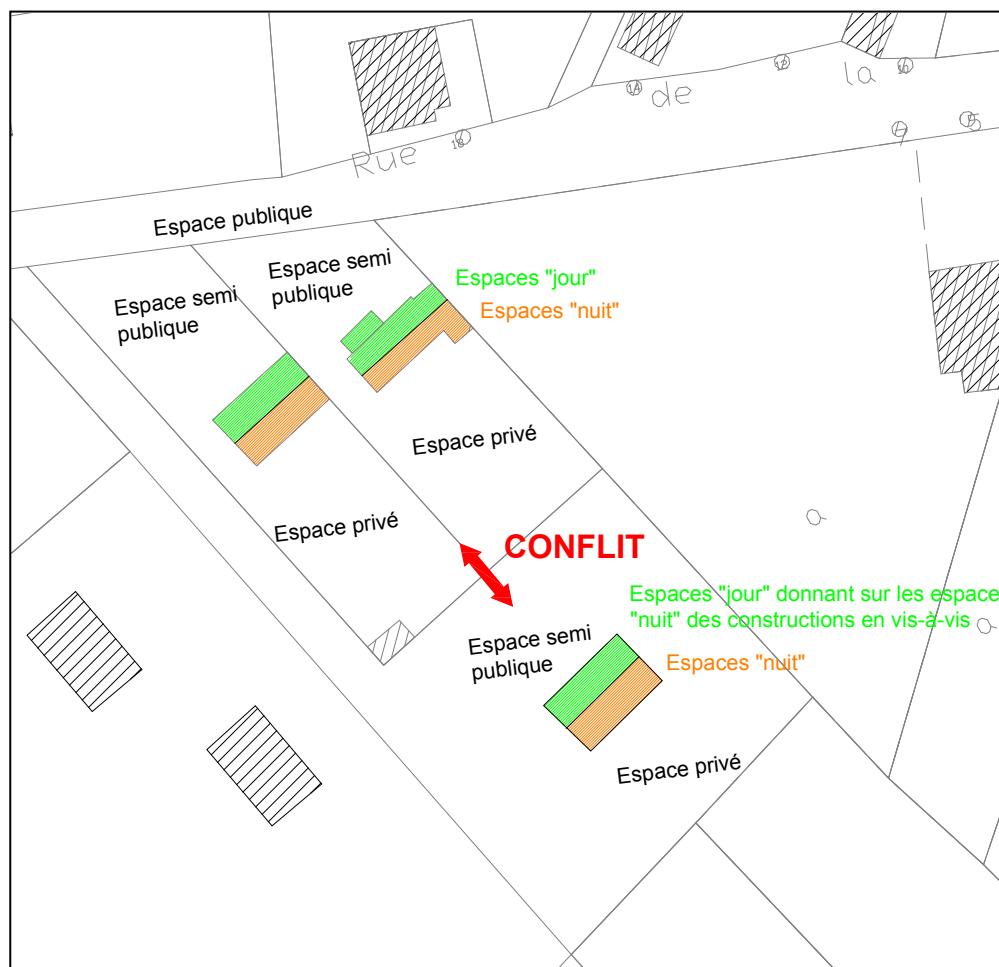 12
16
14
de
la
18
Rue
7
5
Espace publique
Espace semi
publique
Espace semi
publique
Espaces "jour"
Espaces "nuit"
Espace privé
Espace privé
CONFLIT
Espaces "jour" donnant sur les espace
"nuit" des constructions en vis-à-vis
Espace semi
publique
Espaces "nuit"
Espace privé